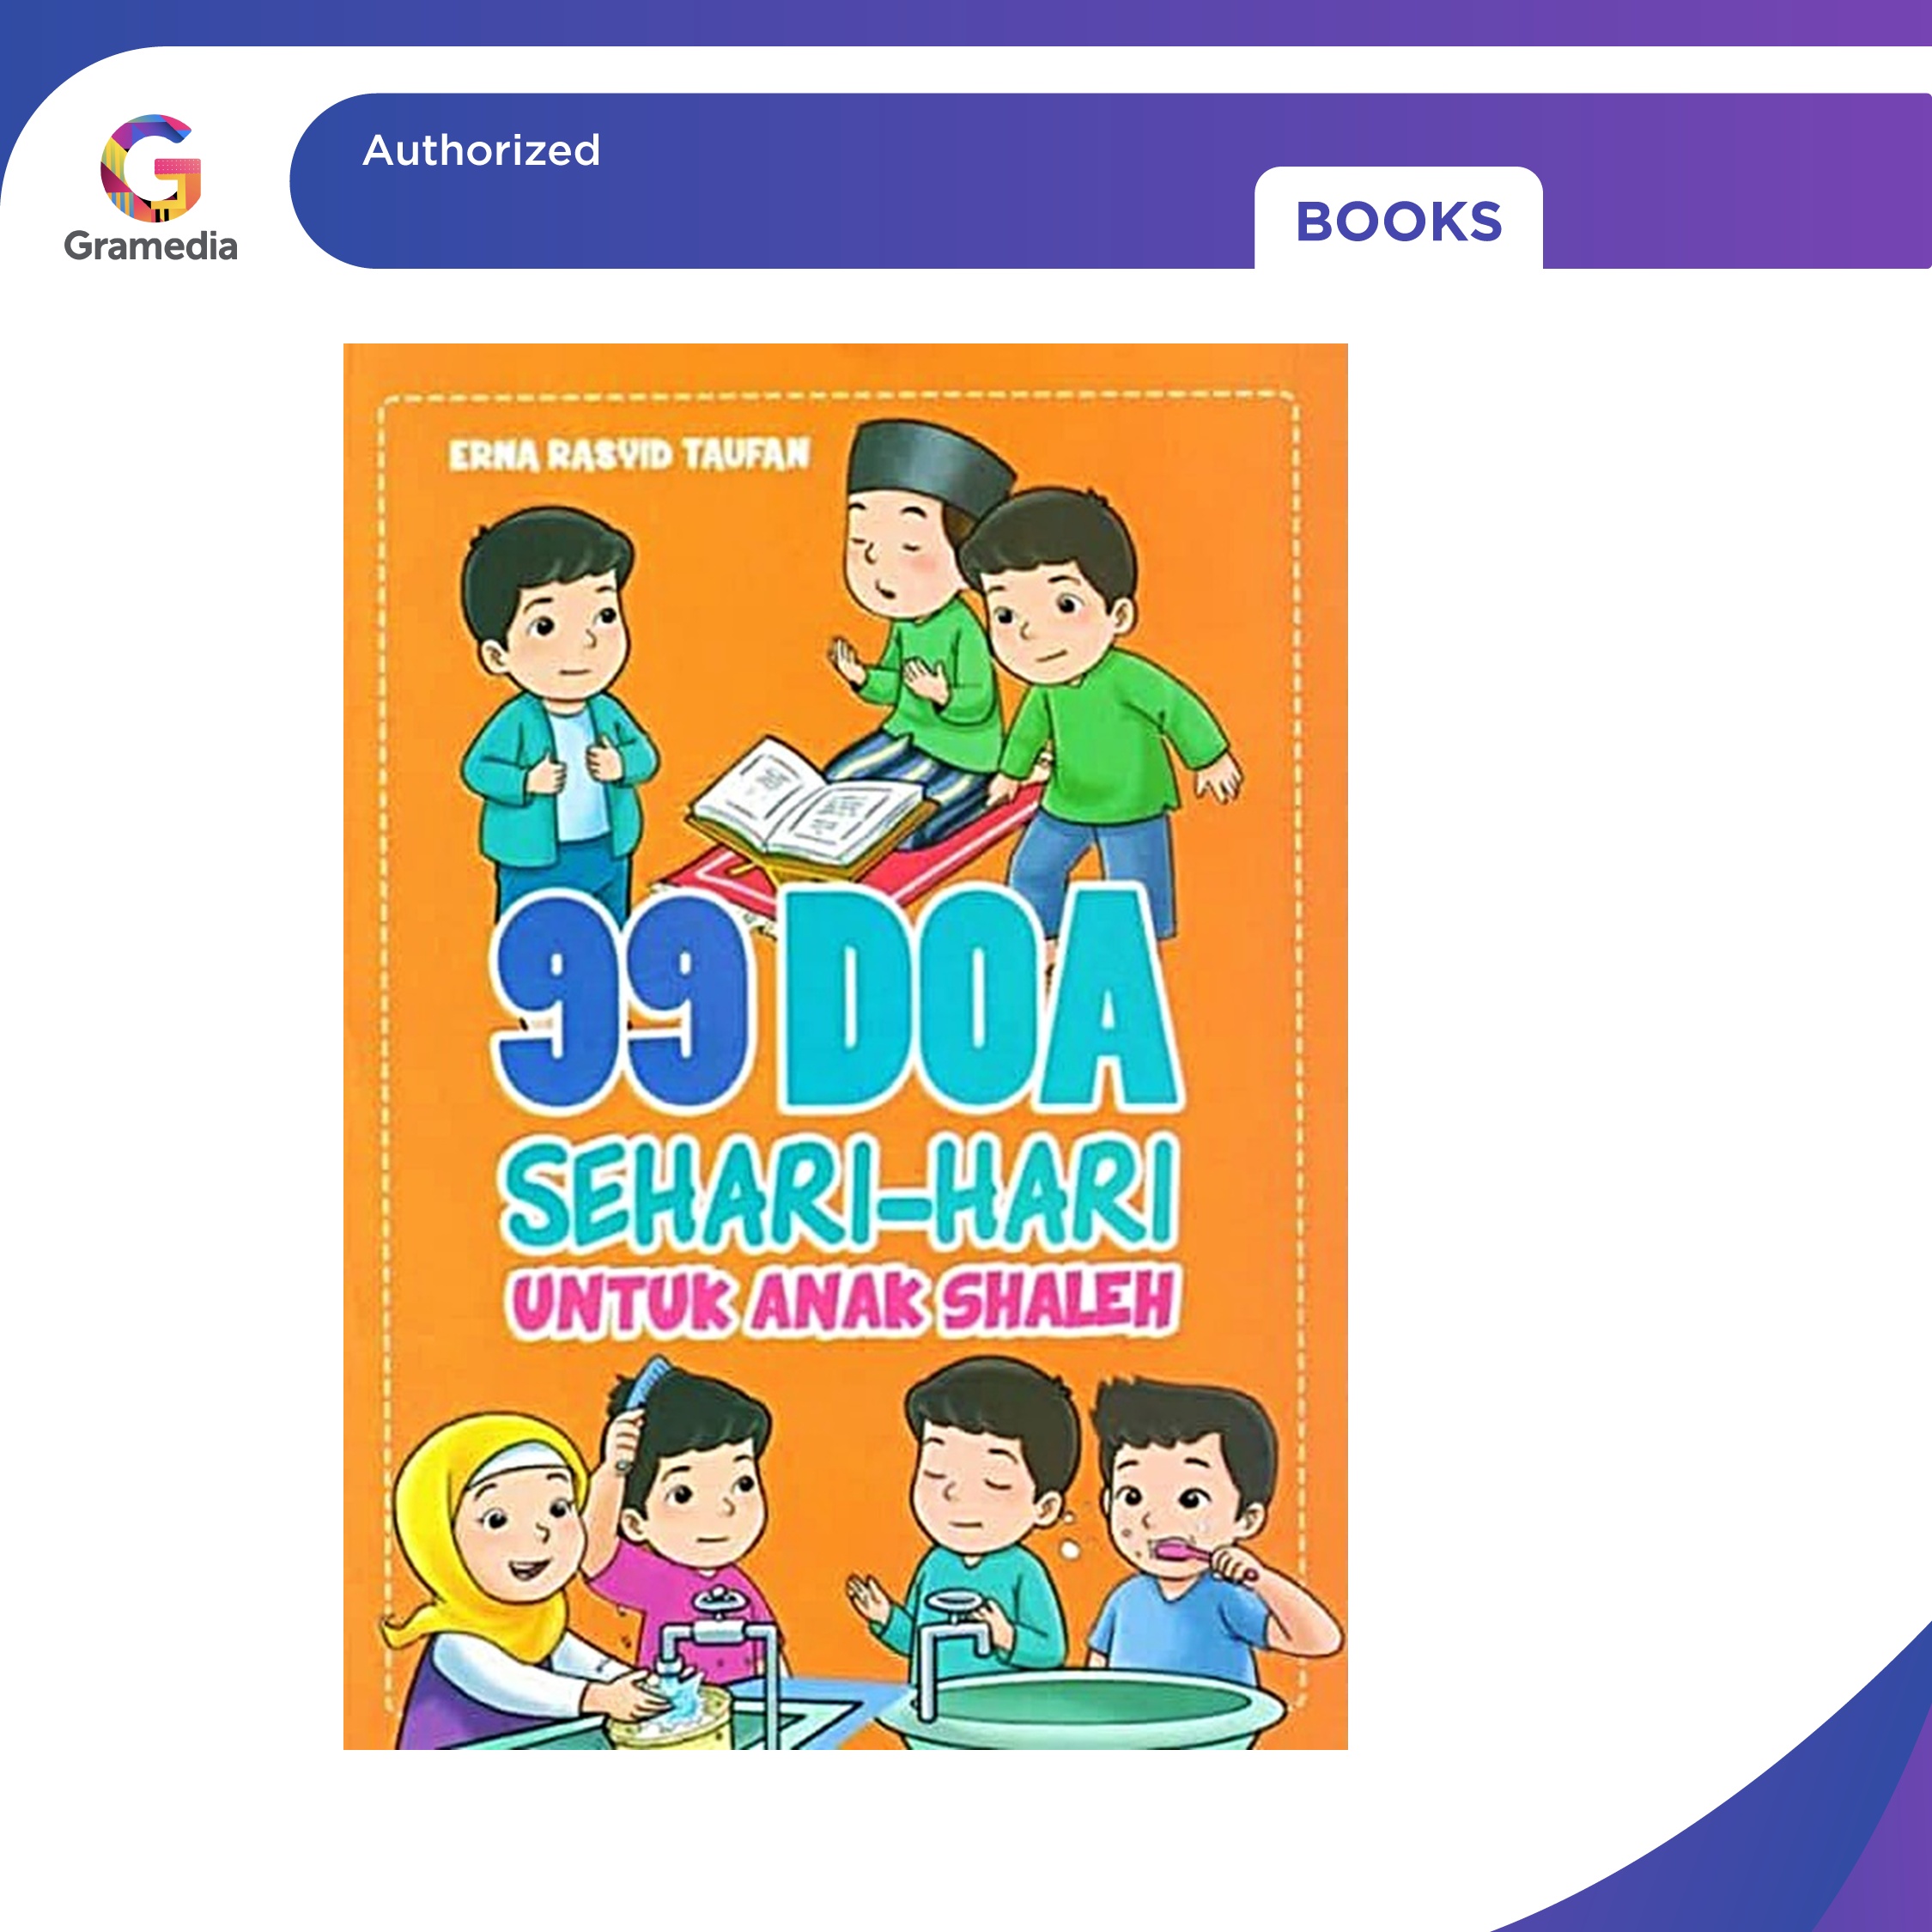 Gramedia
Authorized
BOOKS
ERNA RASYID TAUFAN
99 DOA
SEHARI-HARI
UNTUK ANAK SHALEH